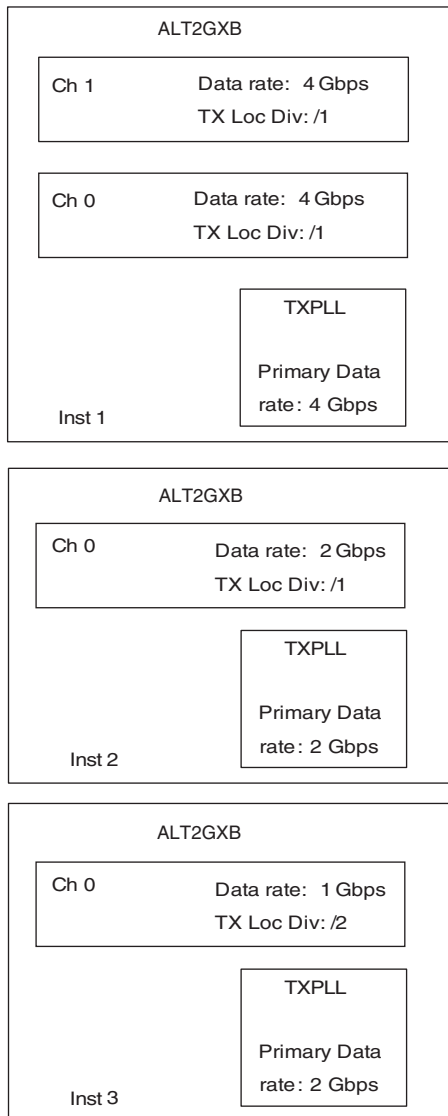 ALT2GXB
Ch 1
Data rate: 4 Gbps
TX Loc Div: /1
Ch 0
Data rate: 4 Gbps
TX Loc Div: /1
TXPLL
Primary Data
rate: 4 Gbps
Inst 1
ALT2GXB
Ch 0
Data rate: 2 Gbps
TX Loc Div: /1
TXPLL
Primary Data
rate: 2 Gbps
Inst 2
ALT2GXB
Ch 0
Data rate: 1 Gbps
TX Loc Div: /2
TXPLL
Primary Data
rate: 2 Gbps
Inst 3